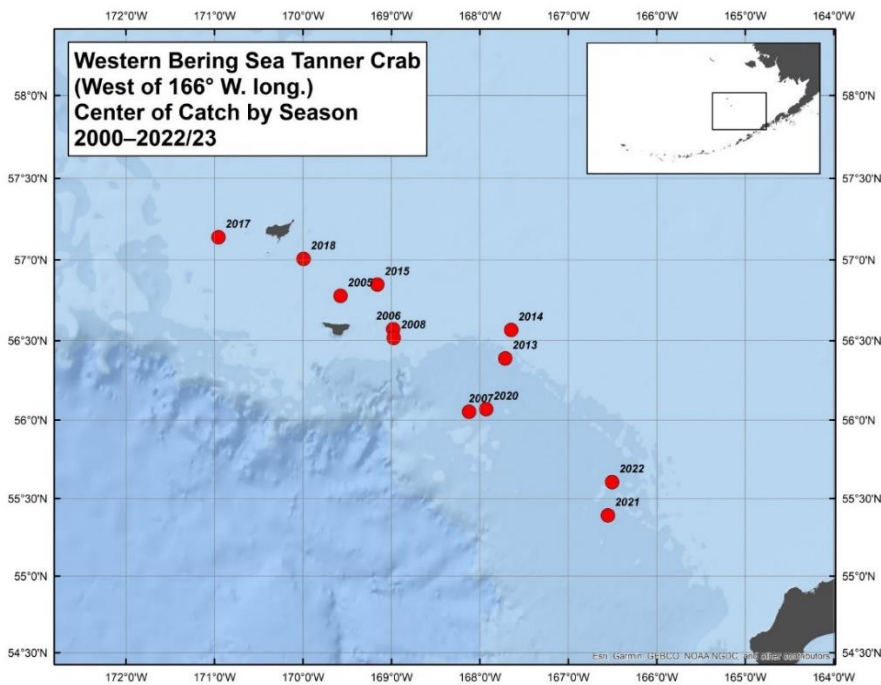 172°0'W 171°0'W 170°0'W 169°0'W 168°0'W 167°0'W 166°0'W 165°0'W 164°0'W
Western Bering Sea Tanner Crab
(West of 166° W. long.)
Center of Catch by Season
2000–2022/23
58°0'N
58°0'N
57°30'N
57°30'N
2017
2018
57°0'N
57°0'N
2005
2015
2006
2008
2014
2013
56°30'N
56°30'N
2007
2020
56°0'N
56°0'N
2022
55°30'N
55°30'N
2021
55°0'N
55°0'N
54°30'N
54°30'N
Esri, Garmin, GEBCO, NOAA NGDC, and other contributors
172°0'W 171°0'W 170°0'W 169°0'W 168°0'W 167°0'W 166°0'W 165°0'W 164°0'W